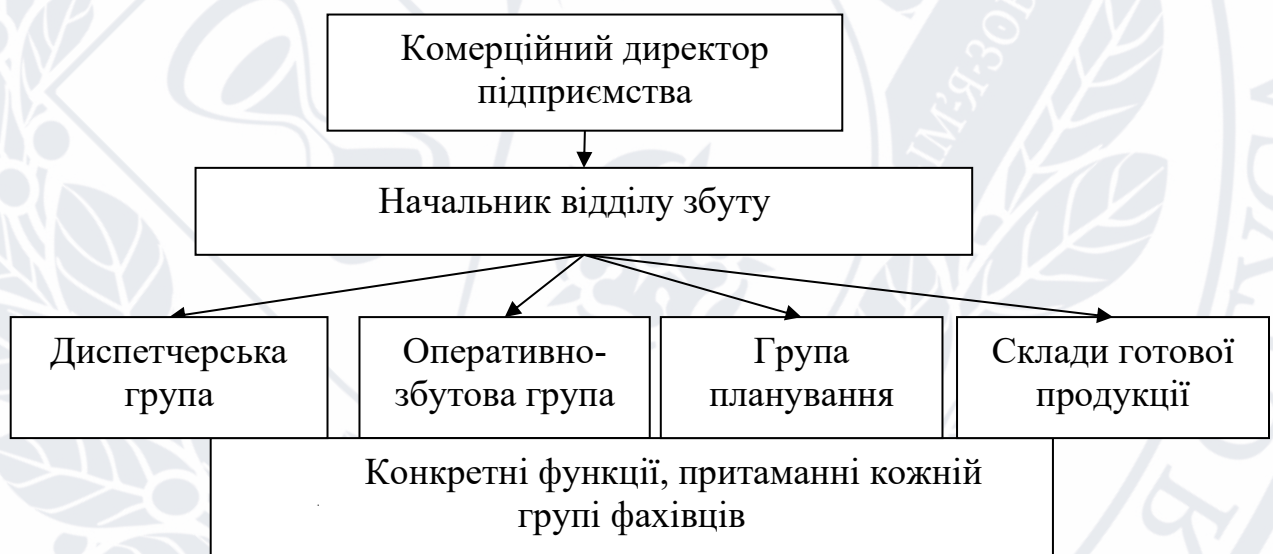 Комерційний директор
підприємства
Начальник відділу збуту
Диспетчерська
група
Оперативно-
збутова група
Група
планування
Склади готової
продукції
Конкретні функції, притаманні кожній
групі фахівців